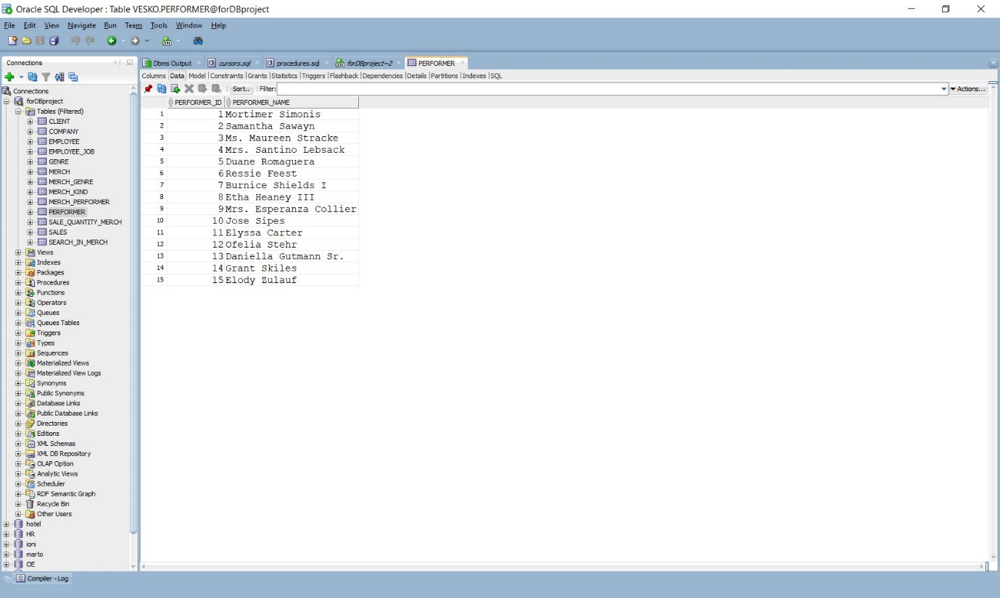 Oracle SQL Developer : Table VESKO.PERFORMER@forDBproject
File Edit View Navigate Run Team Tools Window Help
Connections
Connections
forDBproject
Tables (Filtered)
CLIENT
COMPANY
EMPLOYEE
EMPLOYEE_JOB
GENRE
MERCH
MERCH_GENRE
MERCH_KIND
MERCH_PERFORMER
PERFORMER
SALE_QUANTITY_MERCH
SALES
SEARCH_IN_MERCH
Views
Indexes
Packages
Procedures
Functions
Operators
Queues
Queues Tables
Triggers
Types
Sequences
Materialized Views
Materialized View Logs
Synonyms
Public Synonyms
Database Links
Public Database Links
Directories
Editions
XML Schemas
XML DB Repository
OLAP Option
Analytic Views
Scheduler
RDF Semantic Graph
Recycle Bin
Other Users
hotel
HR
ioni
marto
OE
Dbms Output cursors.sql procedures.sql forDBproject~2 PERFORMER
Columns Data Model Constraints Grants Statistics Triggers Flashback Dependencies Details Partitions Indexes SQL
Sort.. Filter: Actions...
PERFORMER_ID PERFORMER_NAME
1 1 Mortimer Simonis
2 2 Samantha Sawayn
3 3 Ms. Maureen Stracke
4 4 Mrs. Santino Lebsack
5 5 Duane Romaguera
6 6 Ressie Feest
7 7 Burnice Shields I
8 8 Etha Heaney III
9 9 Mrs. Esperanza Collier
10 10 Jose Sipes
11 11 Elyssa Carter
12 12 Ofelia Stehr
13 13 Daniella Gutmann Sr.
14 14 Grant Skiles
15 15 Elody Zulauf
Compiler - Log